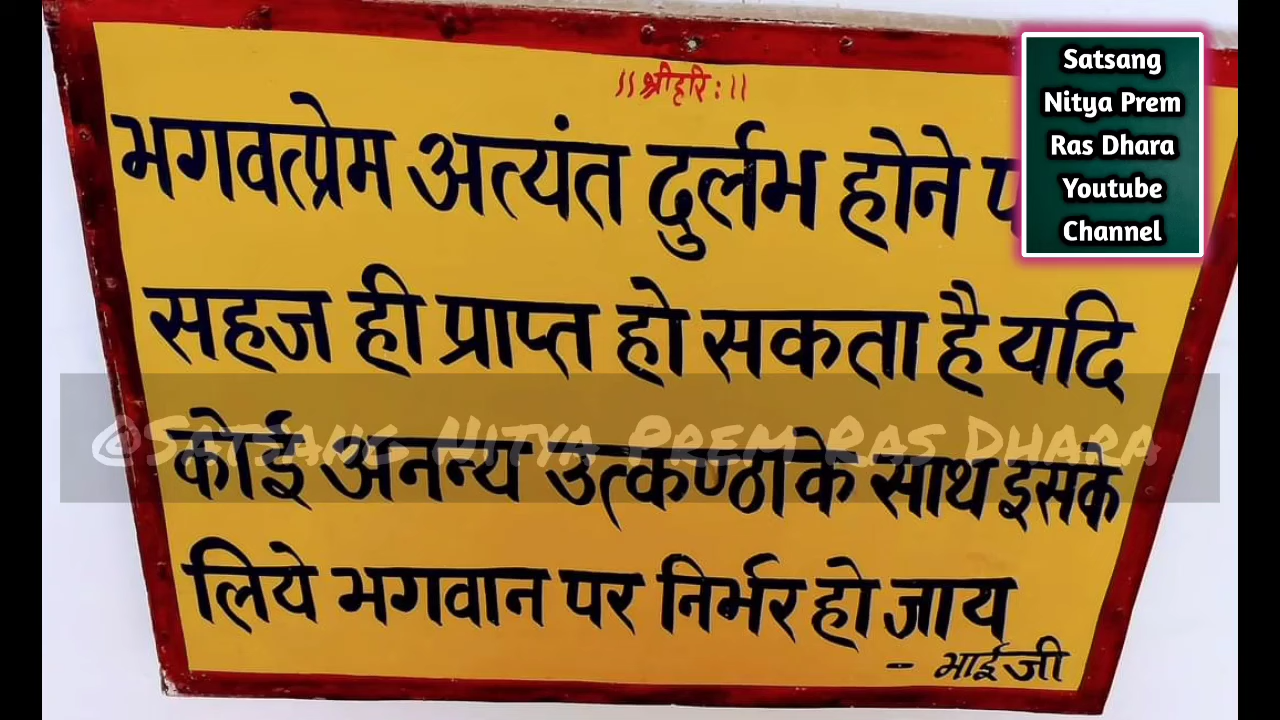 ॥श्रीहरिः॥
भगवत्प्रेम अत्यंत दुर्लभ होने
सहज ही प्राप्त हो सकता है यदि
कोई अनन्य उत्कण्ठा के साथ इसके
लिये भगवान पर निर्भर हो जाय
- भाईजी
Satsang
Nitya Prem
Ras Dhara
Youtube
Channel
@Satsang Nitya Prem Ras Dhara